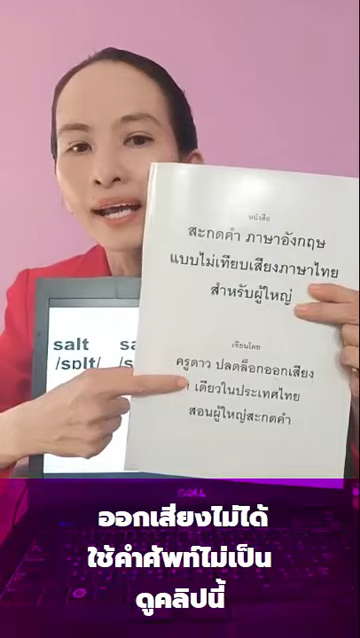 หนังสือ
สะกดคำ ภาษาอังกฤษ
แบบไม่เทียบเสียงภาษาไทย
สำหรับผู้ใหญ่
เขียนโดย
ครูดาว ปลดล็อกออกเสียง
เดียวในประเทศไทย
สอนผู้ใหญ่สะกดคำ
salt sa
/sɒlt/ /s
DELL
ออกเสียงไม่ได้
ใช้คำศัพท์ไม่เป็น
ดูคลิปนี้